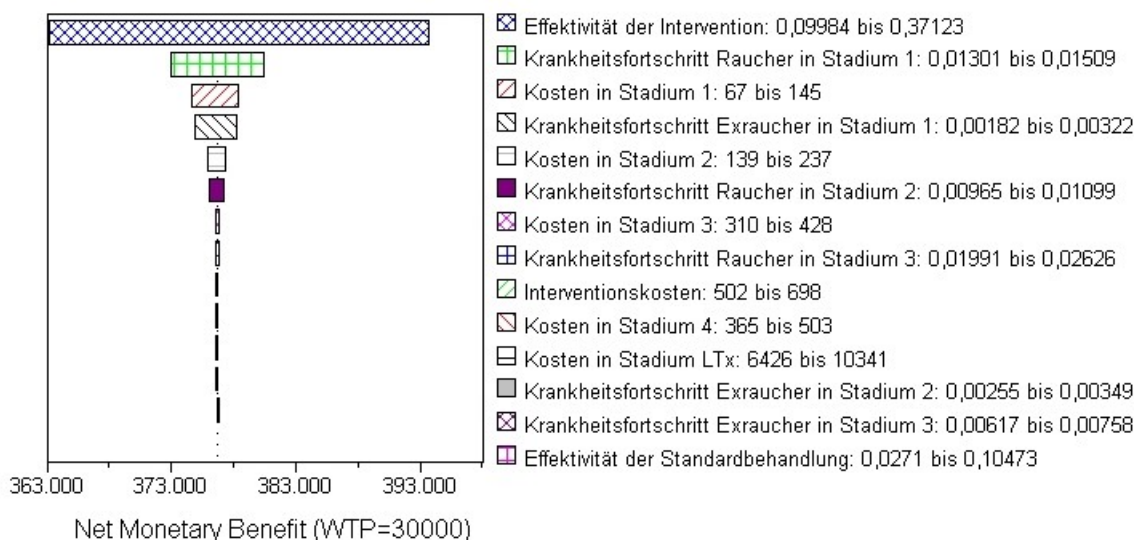 Effektivität der Intervention: 0,09984 bis 0,37123
Krankheitsfortschritt Raucher in Stadium 1: 0,01301 bis 0,01509
Kosten in Stadium 1: 67 bis 145
Krankheitsfortschritt Exraucher in Stadium 1: 0,00182 bis 0,00322
Kosten in Stadium 2: 139 bis 237
Krankheitsfortschritt Raucher in Stadium 2: 0,00965 bis 0,01099
Kosten in Stadium 3: 310 bis 428
Krankheitsfortschritt Raucher in Stadium 3: 0,01991 bis 0,02626
Interventionskosten: 502 bis 698
Kosten in Stadium 4: 365 bis 503
Kosten in Stadium LTx: 6426 bis 10341
Krankheitsfortschritt Exraucher in Stadium 2: 0,00255 bis 0,00349
Krankheitsfortschritt Exraucher in Stadium 3: 0,00617 bis 0,00758
Effektivität der Standardbehandlung: 0,0271 bis 0,10473
363.000 373.000 383.000 393.000
Net Monetary Benefit (WTP=30000)